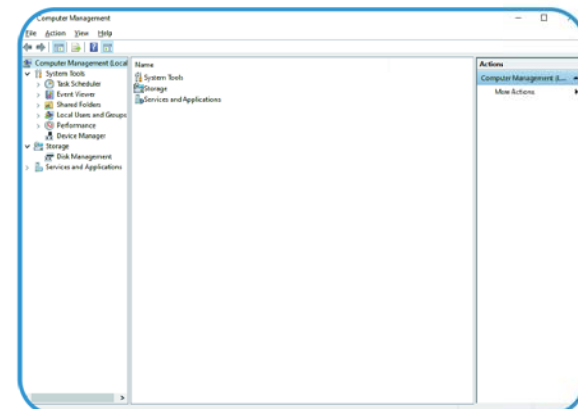 Computer Management
File Action View Help
Computer Management (Local
System Tools
Task Scheduler
Event Viewer
Shared Folders
Local Users and Groups
Performance
Device Manager
Storage
Disk Management
Services and Applications
Name
System Tools
Storage
Services and Applications
Actions
Computer Management (L...
More Actions